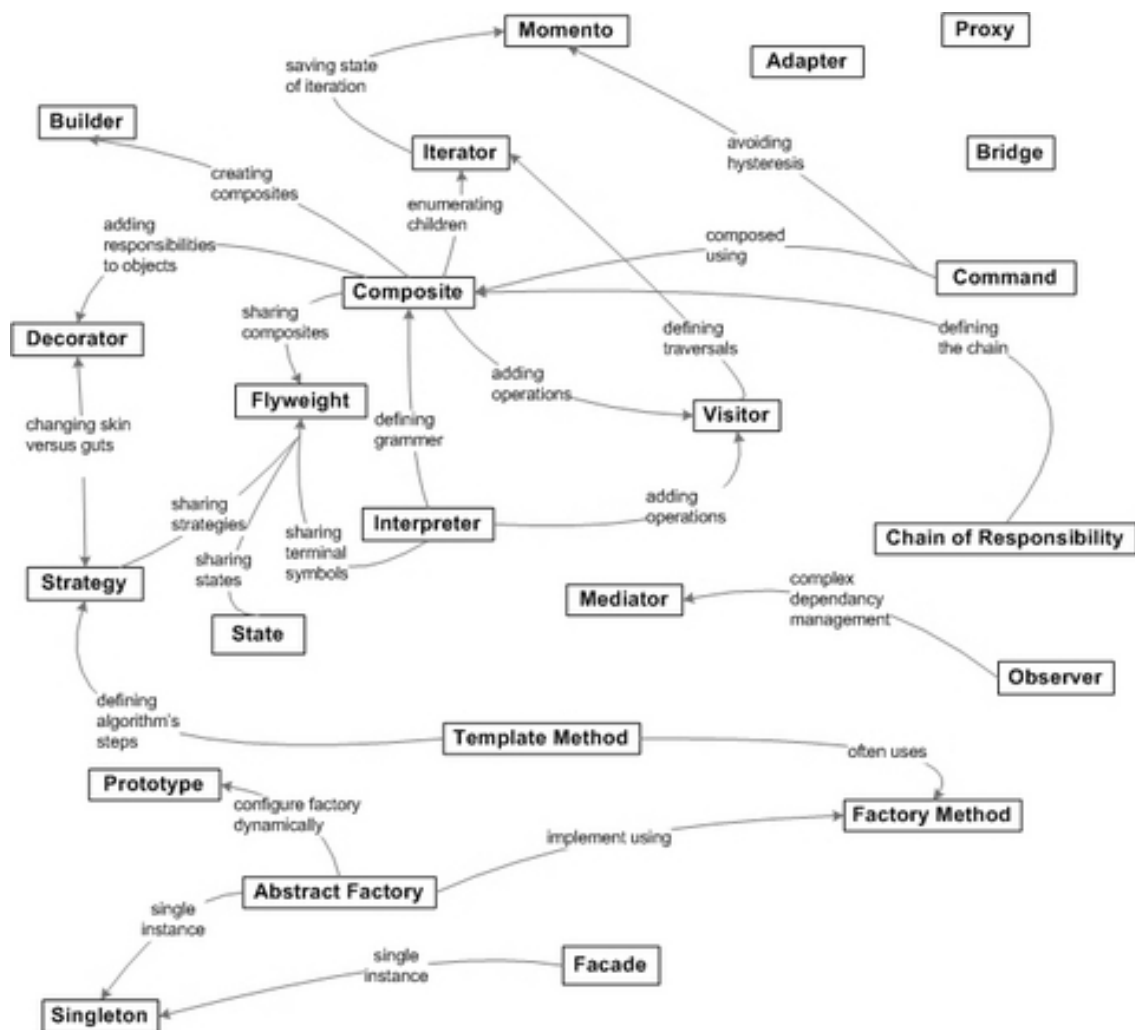 Momento
Proxy
Adapter
saving state
of iteration
Builder
Iterator
avoiding
hysteresis
Bridge
creating
composites
enumerating
children
adding
responsibilities
to objects
composed
using
Command
Composite
sharing
composites
Decorator
defining
traversals
defining
the chain
adding
operations
Flyweight
Visitor
changing skin
versus guts
defining
grammer
sharing
strategies
Interpreter
adding
operations
sharing
terminal
symbols
Chain of Responsibility
sharing
states
Strategy
complex
dependancy
management
Mediator
State
Observer
defining
algorithm's
steps
Template Method
often uses
Prototype
configure factory
dynamically
Factory Method
implement using
Abstract Factory
single
instance
single
instance
Facade
Singleton